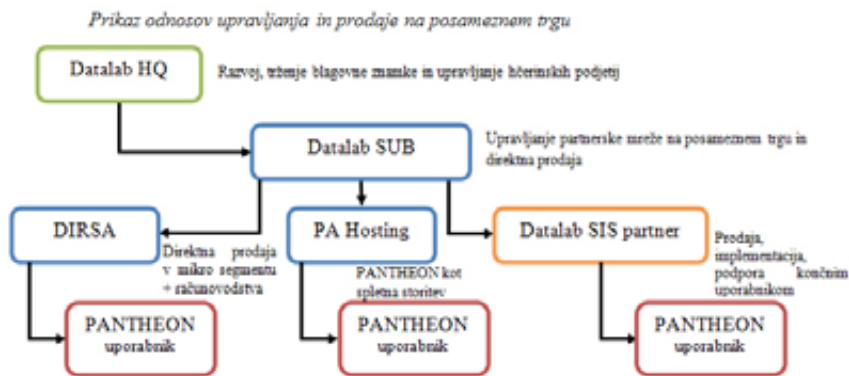 Prikaz odnosov upravljanja in prodaje na posameznem trgu
Datalab HQ
Razvoj, trženje blagovne znamke in upravljanje hčerinskih podjetij
Datalab SUB
Upravljanje partnerske mreže na posameznem trgu in
direktna prodaja
DIRSA
Direktna prodaja
v mikro segmentu
+ računovodstva
PA Hosting
PANTHEON kot
spletna storitev
Datalab SIS partner
Prodaja,
implementacija,
podpora končnim
uporabnikom
PANTHEON
uporabnik
PANTHEON
uporabnik
PANTHEON
uporabnik